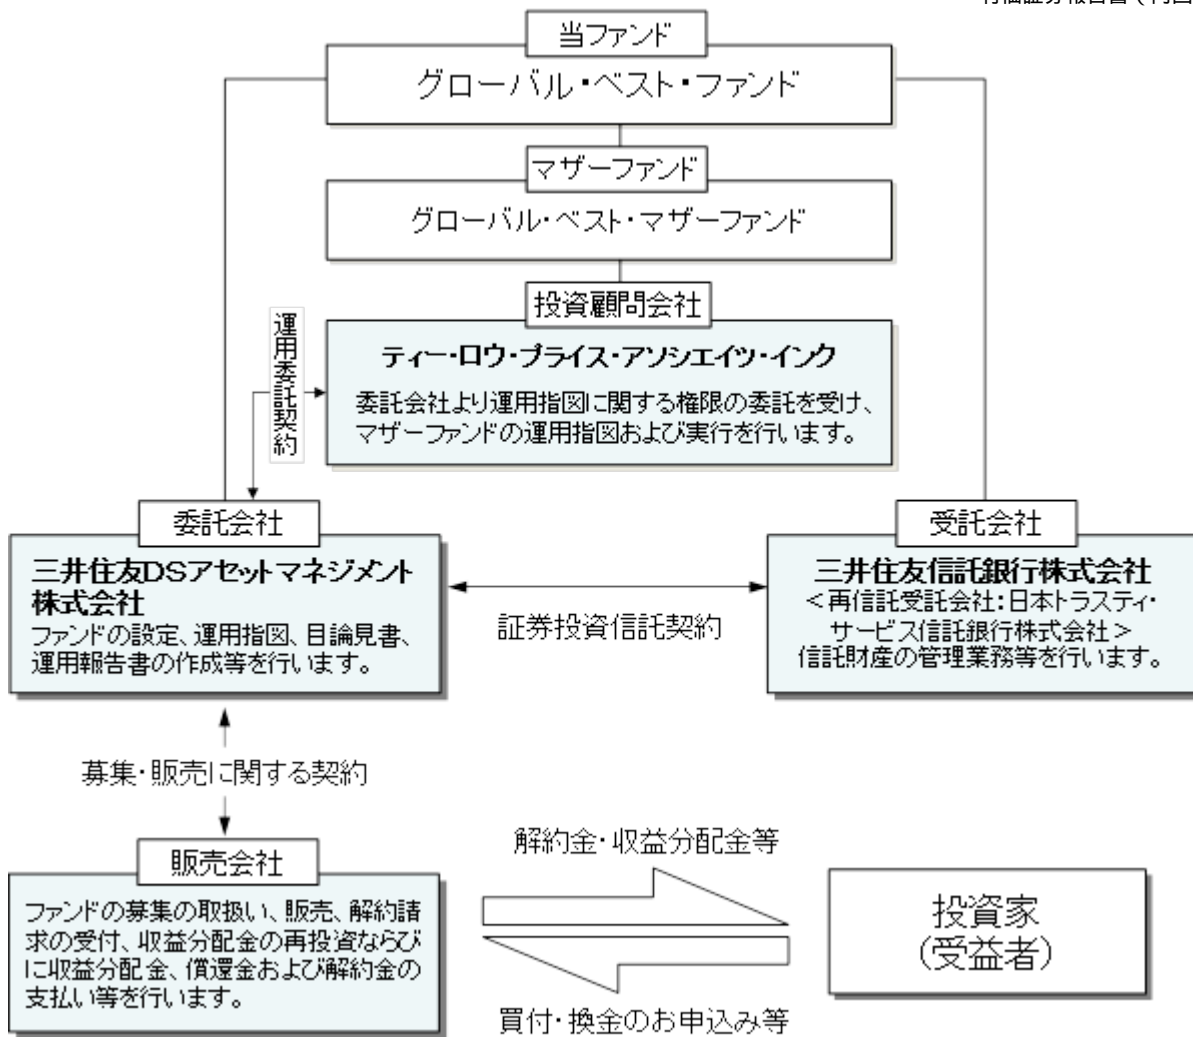 当ファンド
グローバル・ベスト・ファンド
マザーファンド
グローバル・ベスト・マザーファンド
投資顧問会社
ティー・ロウ・プライス・アソシエイツ・インク
委託会社より運用指図に関する権限の委託を受け、
マザーファンドの運用指図および実行を行います。
運用委託契約
委託会社
三井住友DSアセットマネジメント
株式会社
ファンドの設定、運用指図、目論見書、
運用報告書の作成等を行います。
証券投資信託契約
受託会社
三井住友信託銀行株式会社
<再信託受託会社:日本トラスティ・
サービス信託銀行株式会社>
信託財産の管理業務等を行います。
募集・販売に関する契約
販売会社
ファンドの募集の取扱い、販売、解約請
求の受付、収益分配金の再投資ならび
に収益分配金、償還金および解約金の
支払い等を行います。
解約金・収益分配金等
買付・換金のお申込み等
投資家
(受益者)